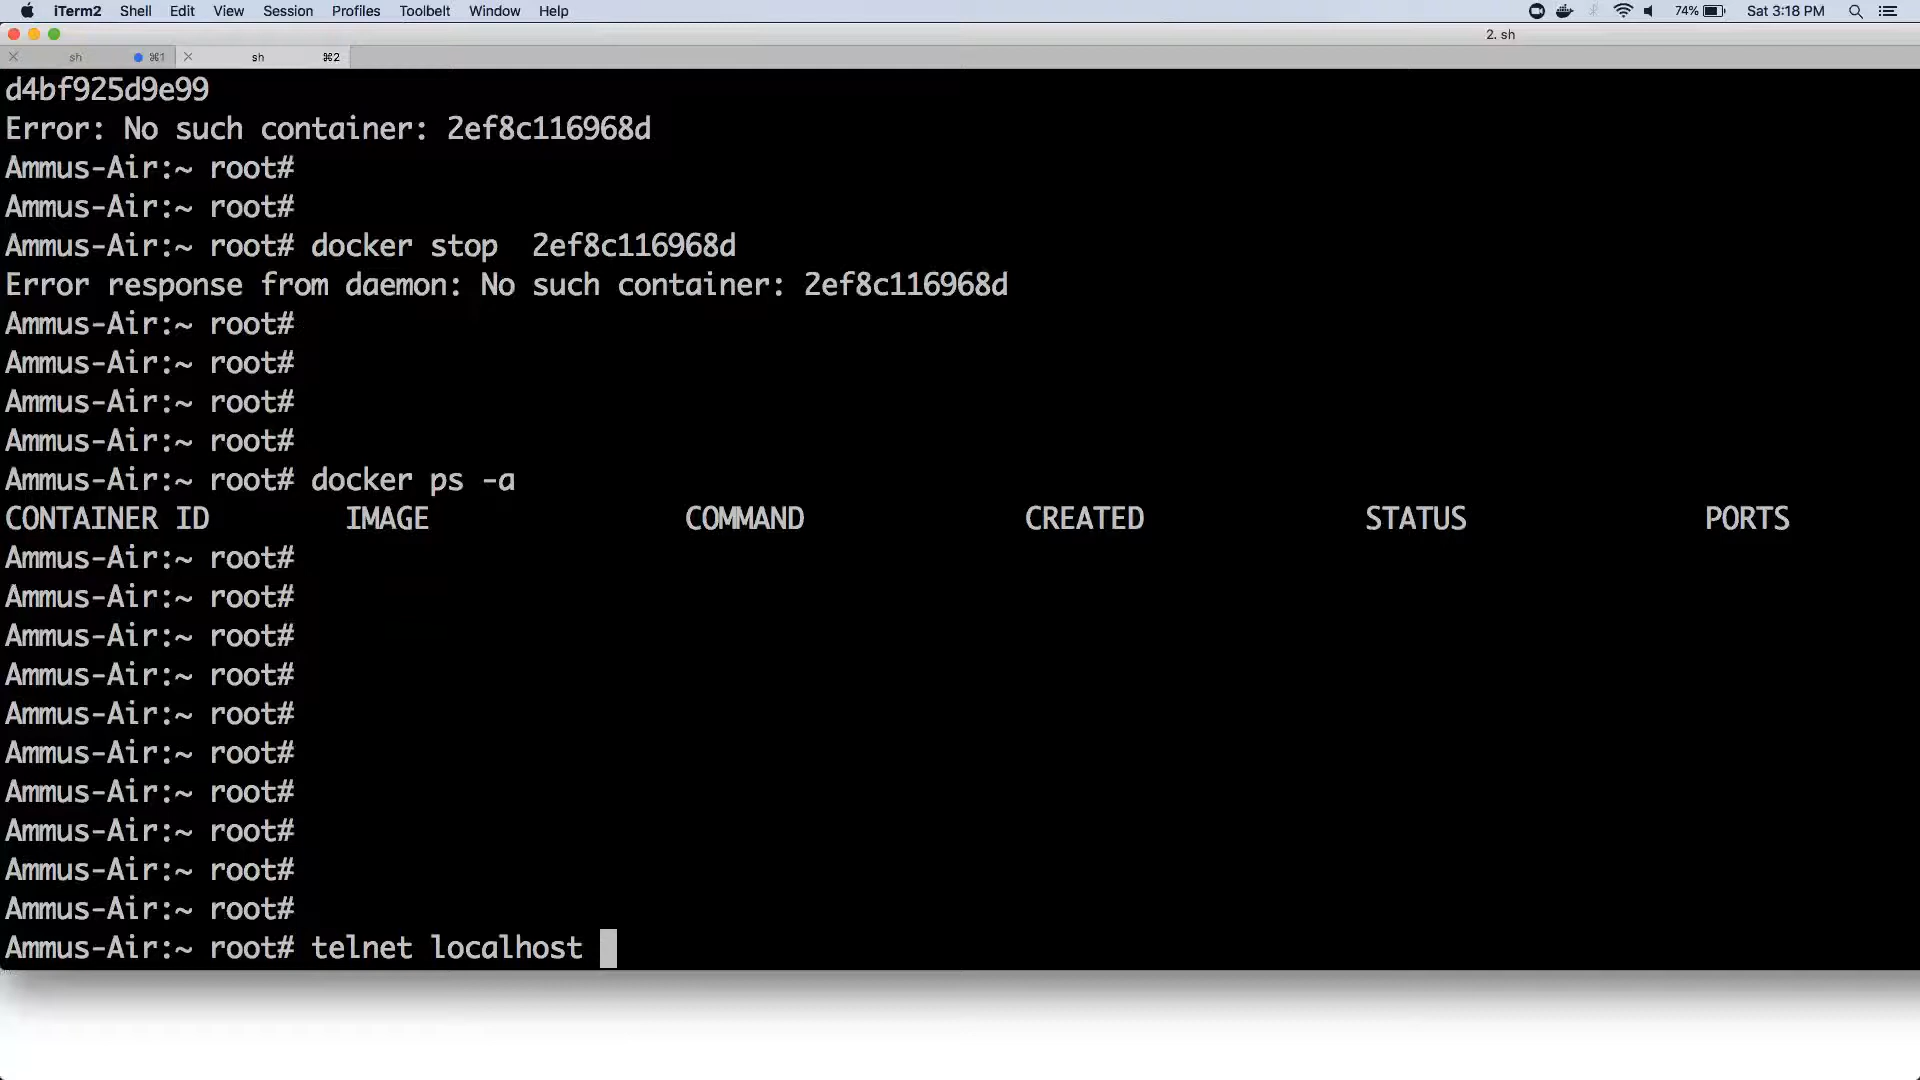 iTerm2 Shell Edit View Session Profiles Toolbelt Window Help 74% Sat 3:18 PM
2. sh
sh ⌘1 sh ⌘2
d4bf925d9e99
Error: No such container: 2ef8c116968d
Ammus-Air:~ root#
Ammus-Air:~ root#
Ammus-Air:~ root# docker stop  2ef8c116968d
Error response from daemon: No such container: 2ef8c116968d
Ammus-Air:~ root#
Ammus-Air:~ root#
Ammus-Air:~ root#
Ammus-Air:~ root#
Ammus-Air:~ root# docker ps -a
CONTAINER ID        IMAGE               COMMAND             CREATED             STATUS              PORTS
Ammus-Air:~ root#
Ammus-Air:~ root#
Ammus-Air:~ root#
Ammus-Air:~ root#
Ammus-Air:~ root#
Ammus-Air:~ root#
Ammus-Air:~ root#
Ammus-Air:~ root#
Ammus-Air:~ root#
Ammus-Air:~ root#
Ammus-Air:~ root# telnet localhost